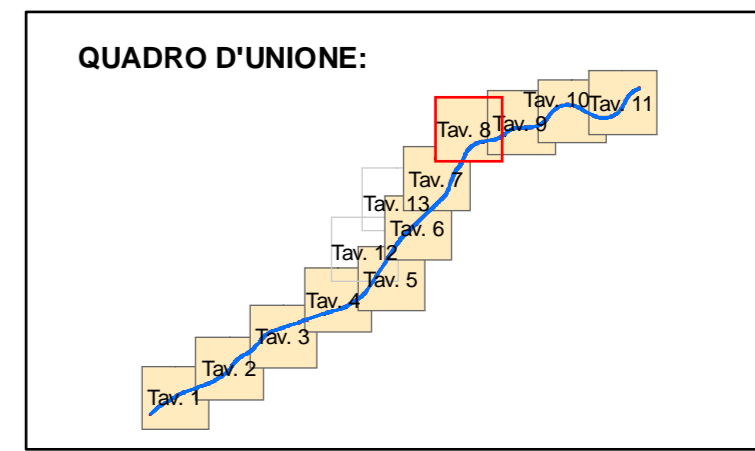 QUADRO D'UNIONE:
Tav. 10
Tav. 11
Tav. 8
Tav. 9
Tav. 7
Tav. 13
Tav. 6
Tav. 12
Tav. 5
Tav. 4
Tav. 3
Tav. 2
Tav. 1